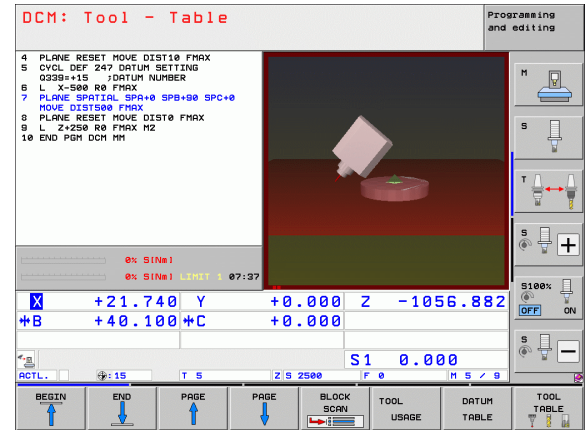 DCM: Tool - Table
Programming
and editing
4 PLANE RESET MOVE DIST10 FMAX
5 CYCL DEF 247 DATUM SETTING
Q339=+15 ;DATUM NUMBER
6 L X-500 R0 FMAX
7 PLANE SPATIAL SPA+0 SPB+90 SPC+0
MOVE DIST500 FMAX
8 PLANE RESET MOVE DIST0 FMAX
9 L Z+250 R0 FMAX M2
10 END PGM DCM MM
0% S[Nm]
0% S[Nm] LIMIT 1 07:37
X +21.740 Y +0.000 Z -1056.882
B +40.100 C +0.000
S1 0.000
ACTL. : 15 T 5 Z S 2500 F 0 M 5 / 9
M
S
T
S
S100%
OFF ON
S
BEGIN
END
PAGE
PAGE
BLOCK
SCAN
TOOL
USAGE
DATUM
TABLE
TOOL
TABLE